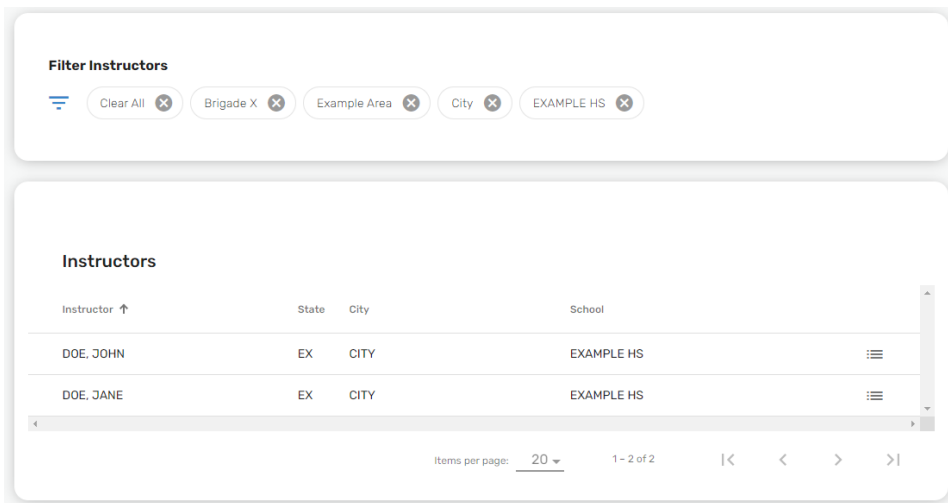 Filter Instructors
Clear All Brigade X Example Area City EXAMPLE HS
Instructors
Instructor State City School
DOE, JOHN EX CITY EXAMPLE HS
DOE, JANE EX CITY EXAMPLE HS
Items per page: 20 1 – 2 of 2